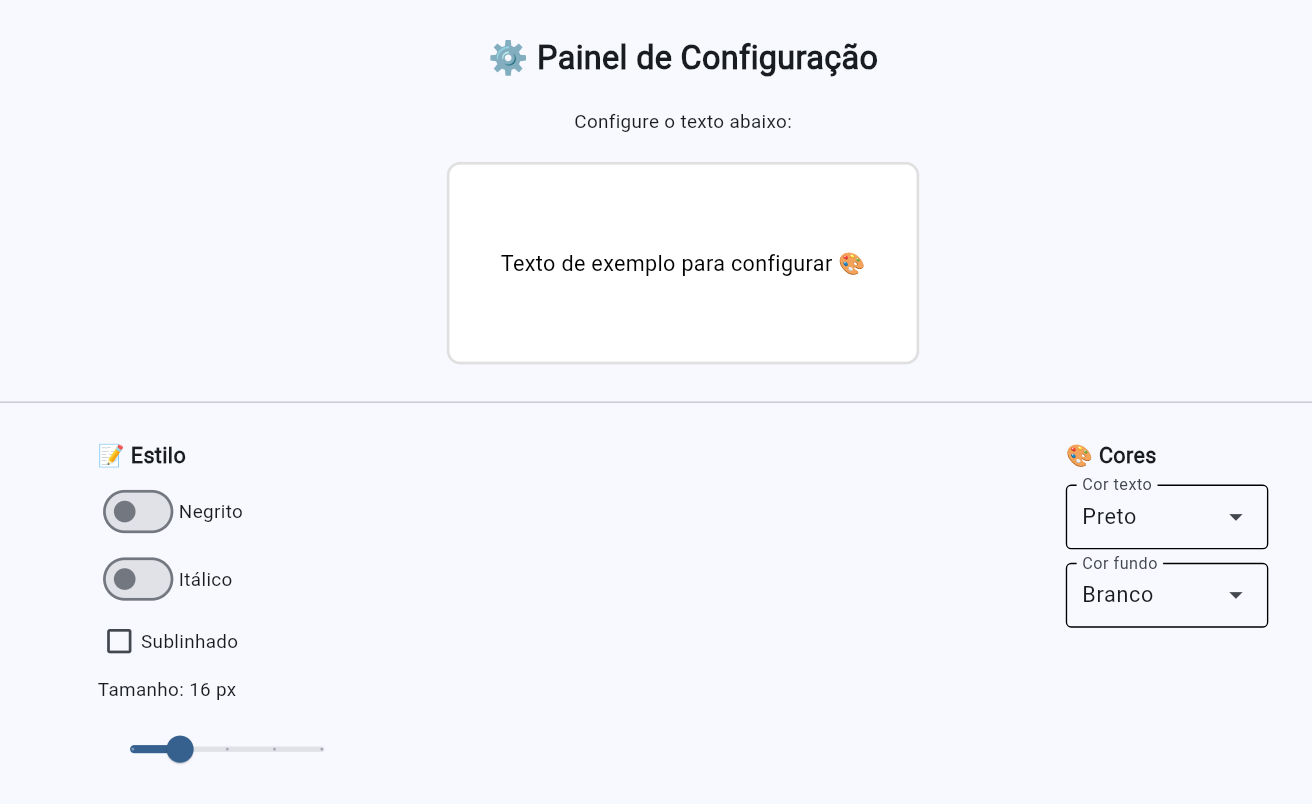 ⚙️ Painel de Configuração
Configure o texto abaixo:
Texto de exemplo para configurar 🎨
📝 Estilo
Negrito
Itálico
Sublinhado
Tamanho: 16 px
🎨 Cores
Cor texto
Preto
Cor fundo
Branco